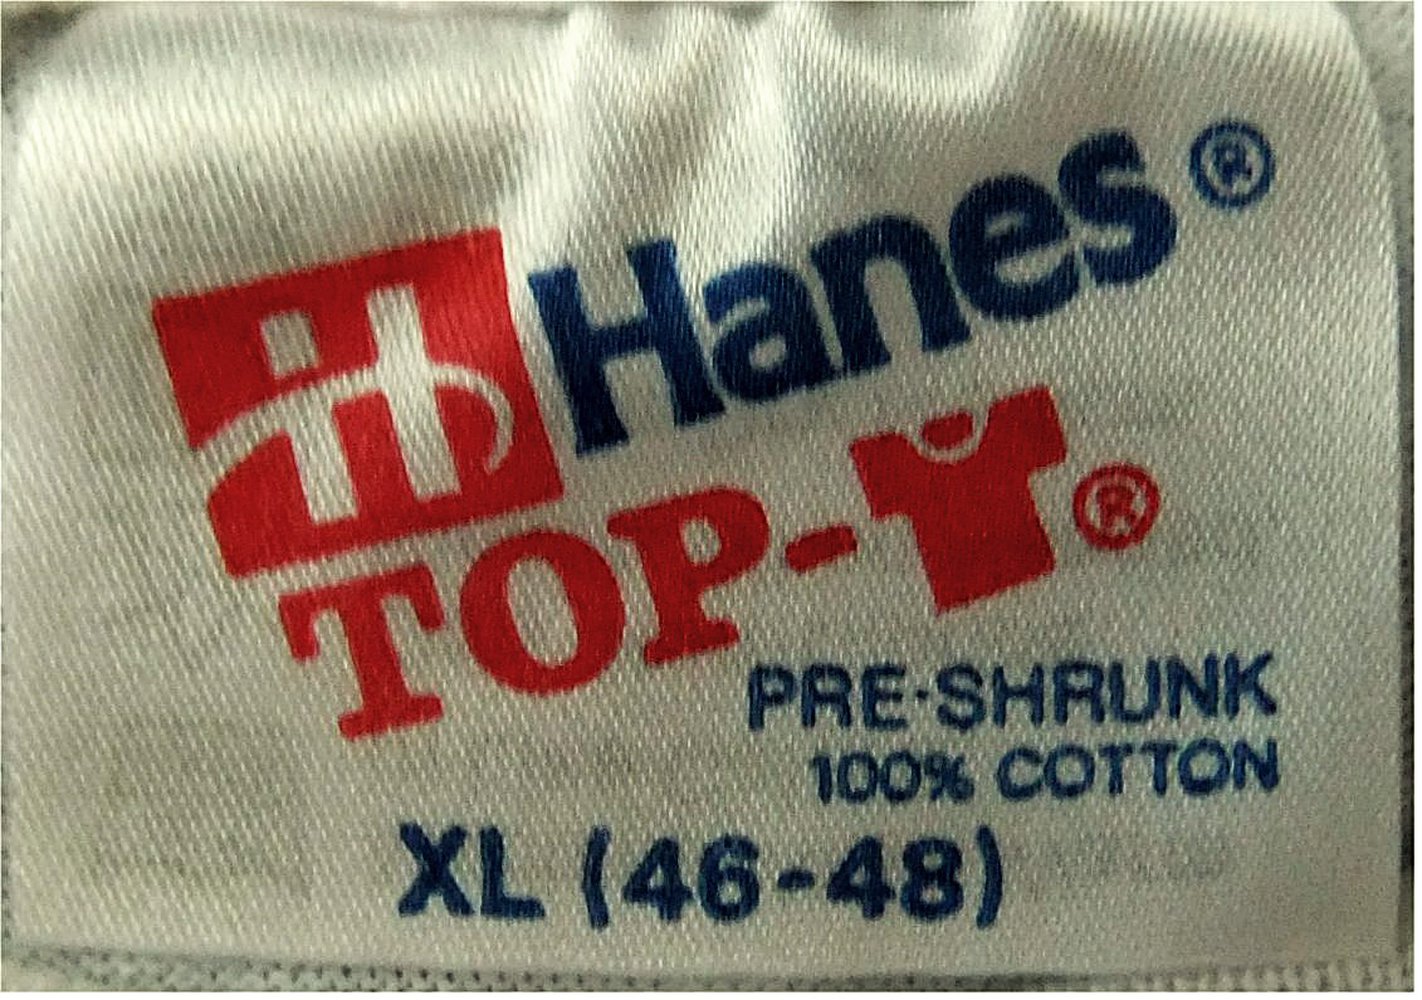 Hanes®
TOP-®
PRE-SHRUNK
100% COTTON
XL (46-48)